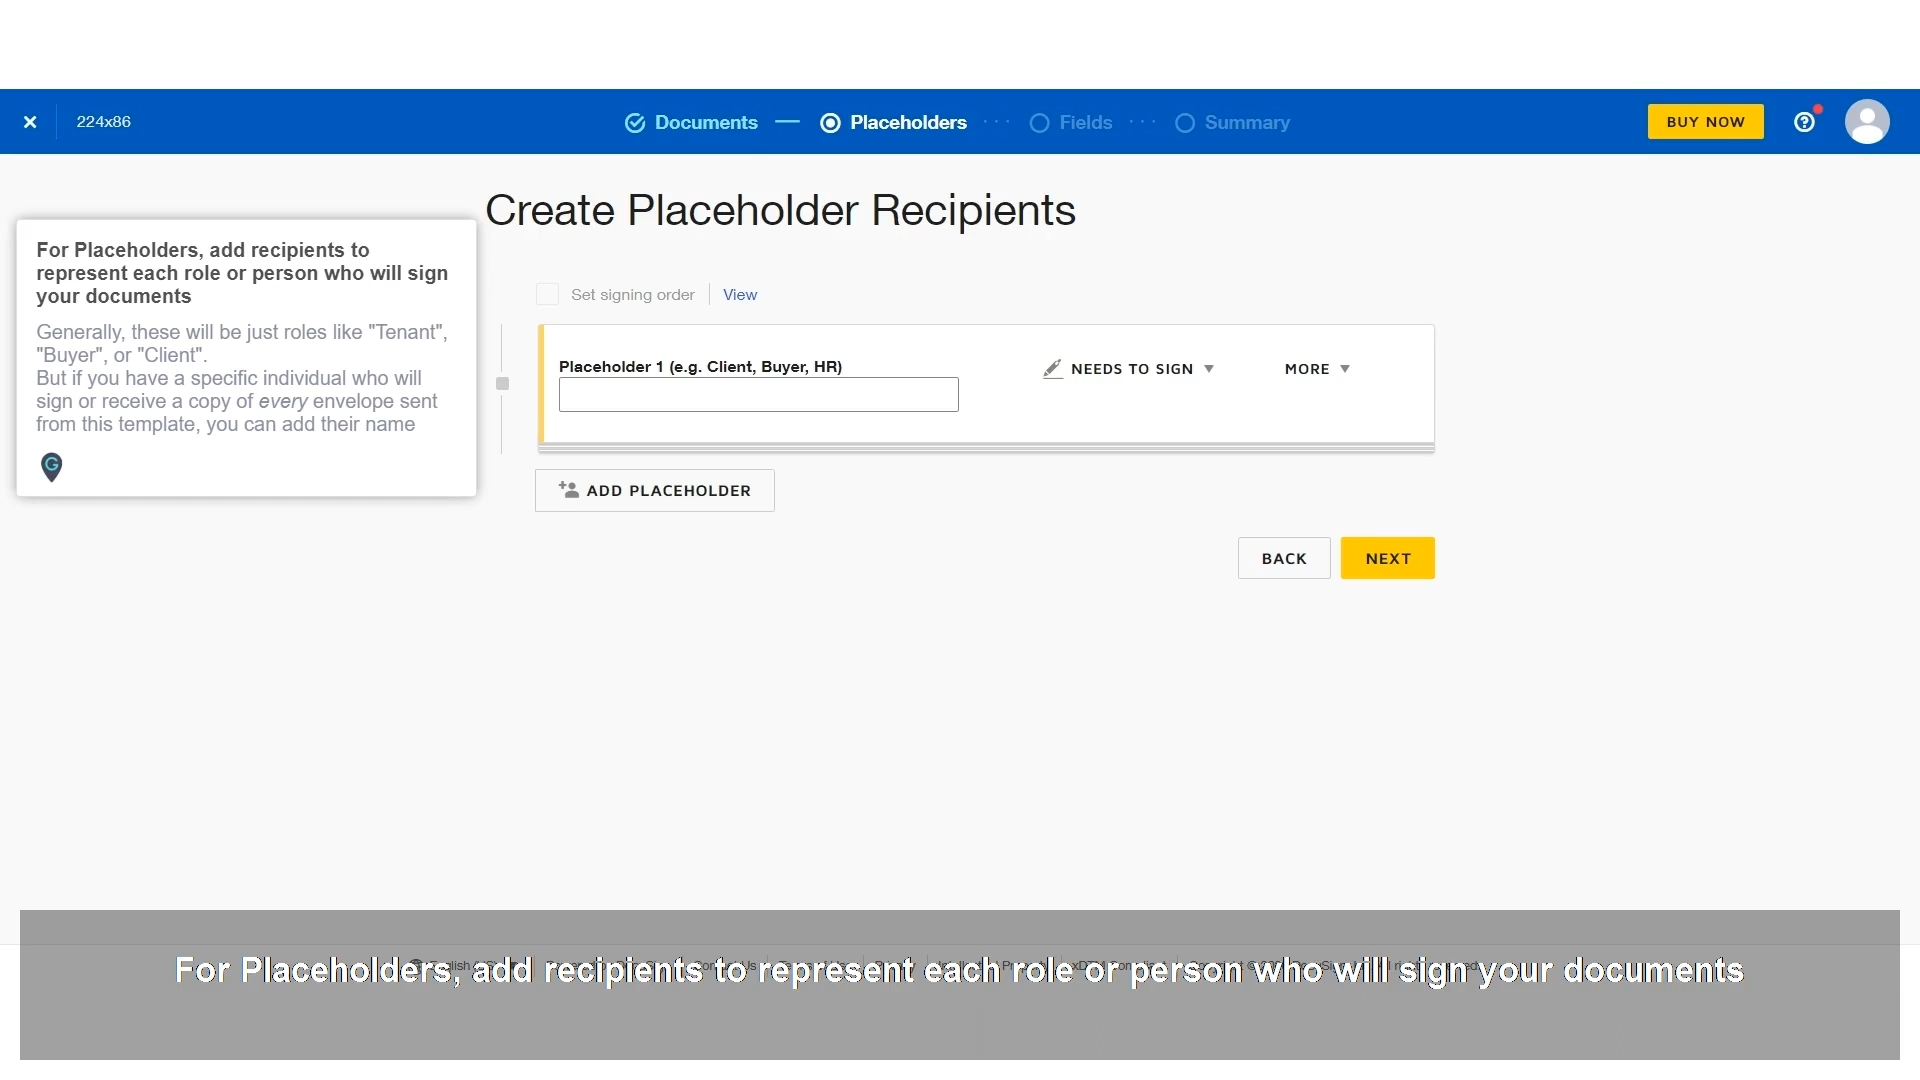 224x86
Documents
Placeholders
Fields
Summary
BUY NOW
Create Placeholder Recipients
For Placeholders, add recipients to
represent each role or person who will sign
your documents
Generally, these will be just roles like "Tenant",
"Buyer", or "Client".
But if you have a specific individual who will
sign or receive a copy of every envelope sent
from this template, you can add their name
Set signing order
View
Placeholder 1 (e.g. Client, Buyer, HR)
NEEDS TO SIGN
MORE
ADD PLACEHOLDER
BACK
NEXT
For Placeholders, add recipients to represent each role or person who will sign your documents